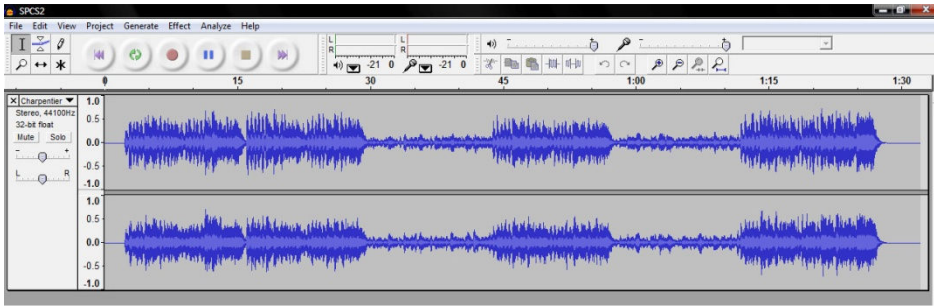 SPCS2
File Edit View Project Generate Effect Analyze Help
L L
R R
-21 0 -21 0
- + - +
0 15 30 45 1:00 1:15 1:30
X Charpentier
Stereo, 44100Hz
32-bit float
Mute Solo
- +
L R
1.0
0.5
0.0
-0.5
-1.0
1.0
0.5
0.0
-0.5
-1.0